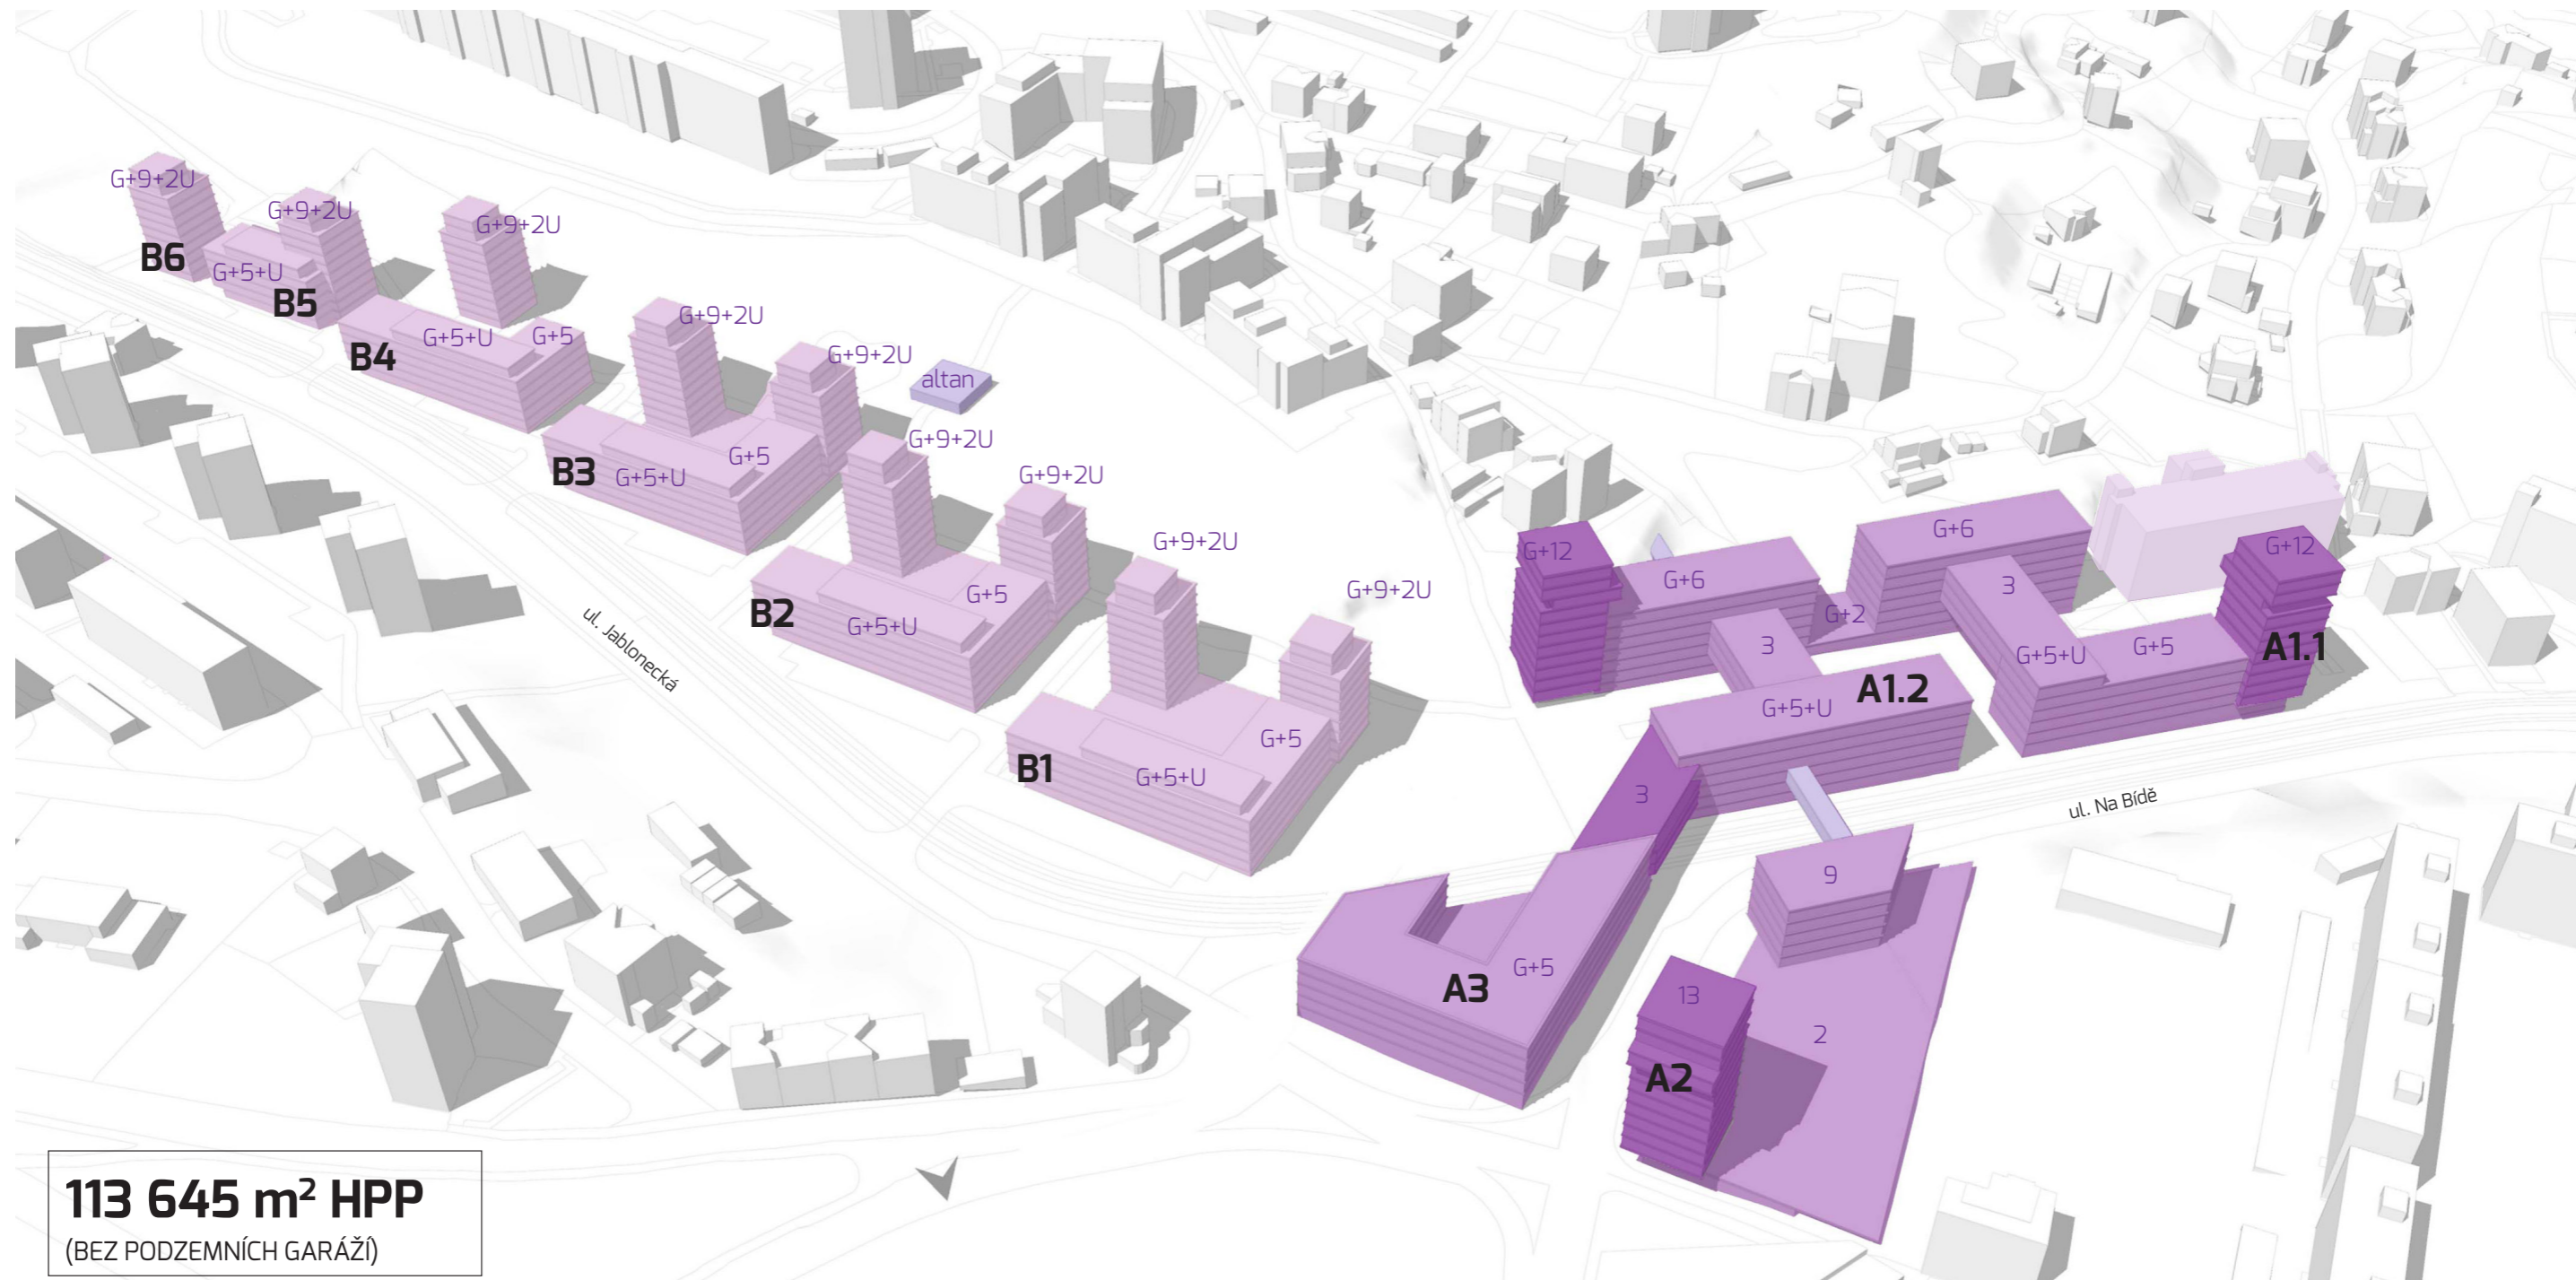 G+9+2U
G+9+2U
G+9+2U
B6
G+5+U
B5
G+9+2U
G+5+U
G+5
B4
G+9+2U
altan
G+9+2U
G+5
B3
G+5+U
G+9+2U
G+9+2U
G+9+2U
G+5
B2
G+5+U
ul. Jablonecká
G+5
B1
G+5+U
G+12
G+6
G+6
G+12
3
G+2
3
G+5+U
G+5
A1.1
A1.2
G+5+U
3
ul. Na Bídě
9
G+5
A3
13
2
A2
113 645 m² HPP
(BEZ PODZEMNÍCH GARÁŽÍ)